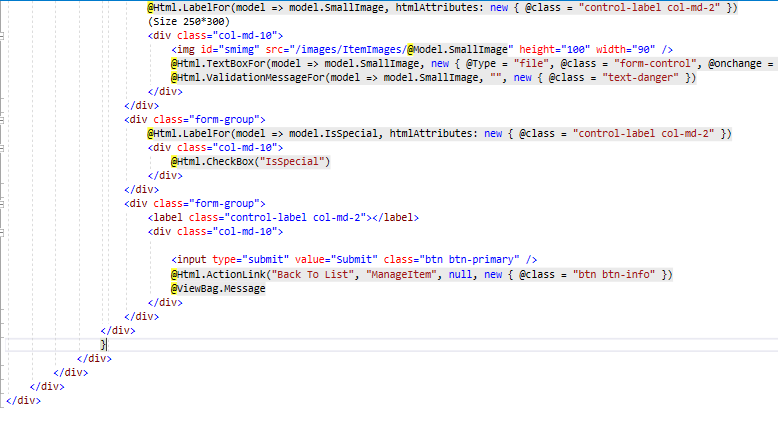 @Html.LabelFor(model => model.SmallImage, htmlAttributes: new { @class = "control-label col-md-2" })
(Size 250*300)
<div class="col-md-10">
<img id="smimg" src="/images/ItemImages/@Model.SmallImage" height="100" width="90" />
@Html.TextBoxFor(model => model.SmallImage, new { @Type = "file", @class = "form-control", @onchange =
@Html.ValidationMessageFor(model => model.SmallImage, "", new { @class = "text-danger" })
</div>
</div>
<div class="form-group">
@Html.LabelFor(model => model.IsSpecial, htmlAttributes: new { @class = "control-label col-md-2" })
<div class="col-md-10">
@Html.CheckBox("IsSpecial")
</div>
</div>
<div class="form-group">
<label class="control-label col-md-2"></label>
<div class="col-md-10">
<input type="submit" value="Submit" class="btn btn-primary" />
@Html.ActionLink("Back To List", "ManageItem", null, new { @class = "btn btn-info" })
@ViewBag.Message
</div>
</div>
</div>
}
</div>
</div>
</div>
</div>